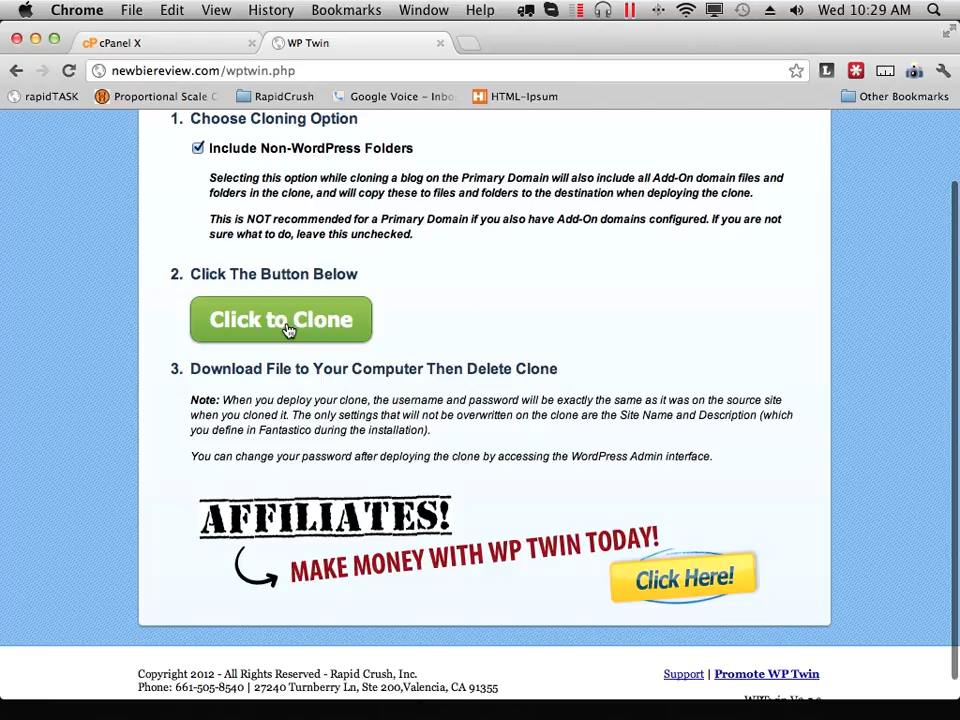 Chrome File Edit View History Bookmarks Window Help Wed 10:29 AM
cP cPanel X
WP Twin
newbiereview.com/wptwin.php
rapidTASK
Proportional Scale
RapidCrush
Google Voice - Inbo
HTML-Ipsum
Other Bookmarks
1. Choose Cloning Option
Include Non-WordPress Folders
Selecting this option while cloning a blog on the Primary Domain will also include all Add-On domain files and
folders in the clone, and will copy these to files and folders to the destination when deploying the clone.
This is NOT recommended for a Primary Domain if you also have Add-On domains configured. If you are not
sure what to do, leave this unchecked.
2. Click The Button Below
Click to Clone
3. Download File to Your Computer Then Delete Clone
Note: When you deploy your clone, the username and password will be exactly the same as it was on the source site
when you cloned it. The only settings that will not be overwritten on the clone are the Site Name and Description (which
you define in Fantastico during the installation).
You can change your password after deploying the clone by accessing the WordPress Admin interface.
AFFILIATES!
MAKE MONEY WITH WP TWIN TODAY!
Click Here!
Copyright 2012 - All Rights Reserved - Rapid Crush, Inc.
Support | Promote WP Twin
Phone: 661-505-8540 | 27240 Turnberry Ln, Ste 200,Valencia, CA 91355